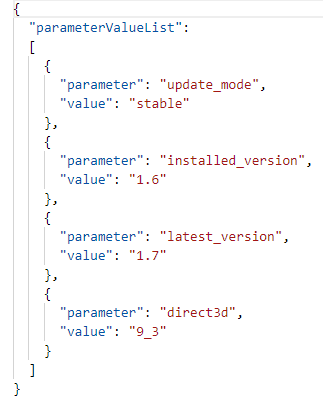 {
  "parameterValueList":
  [
    {
      "parameter": "update_mode",
      "value": "stable"
    },
    {
      "parameter": "installed_version",
      "value": "1.6"
    },
    {
      "parameter": "latest_version",
      "value": "1.7"
    },
    {
      "parameter": "direct3d",
      "value": "9_3"
    }
  ]
}